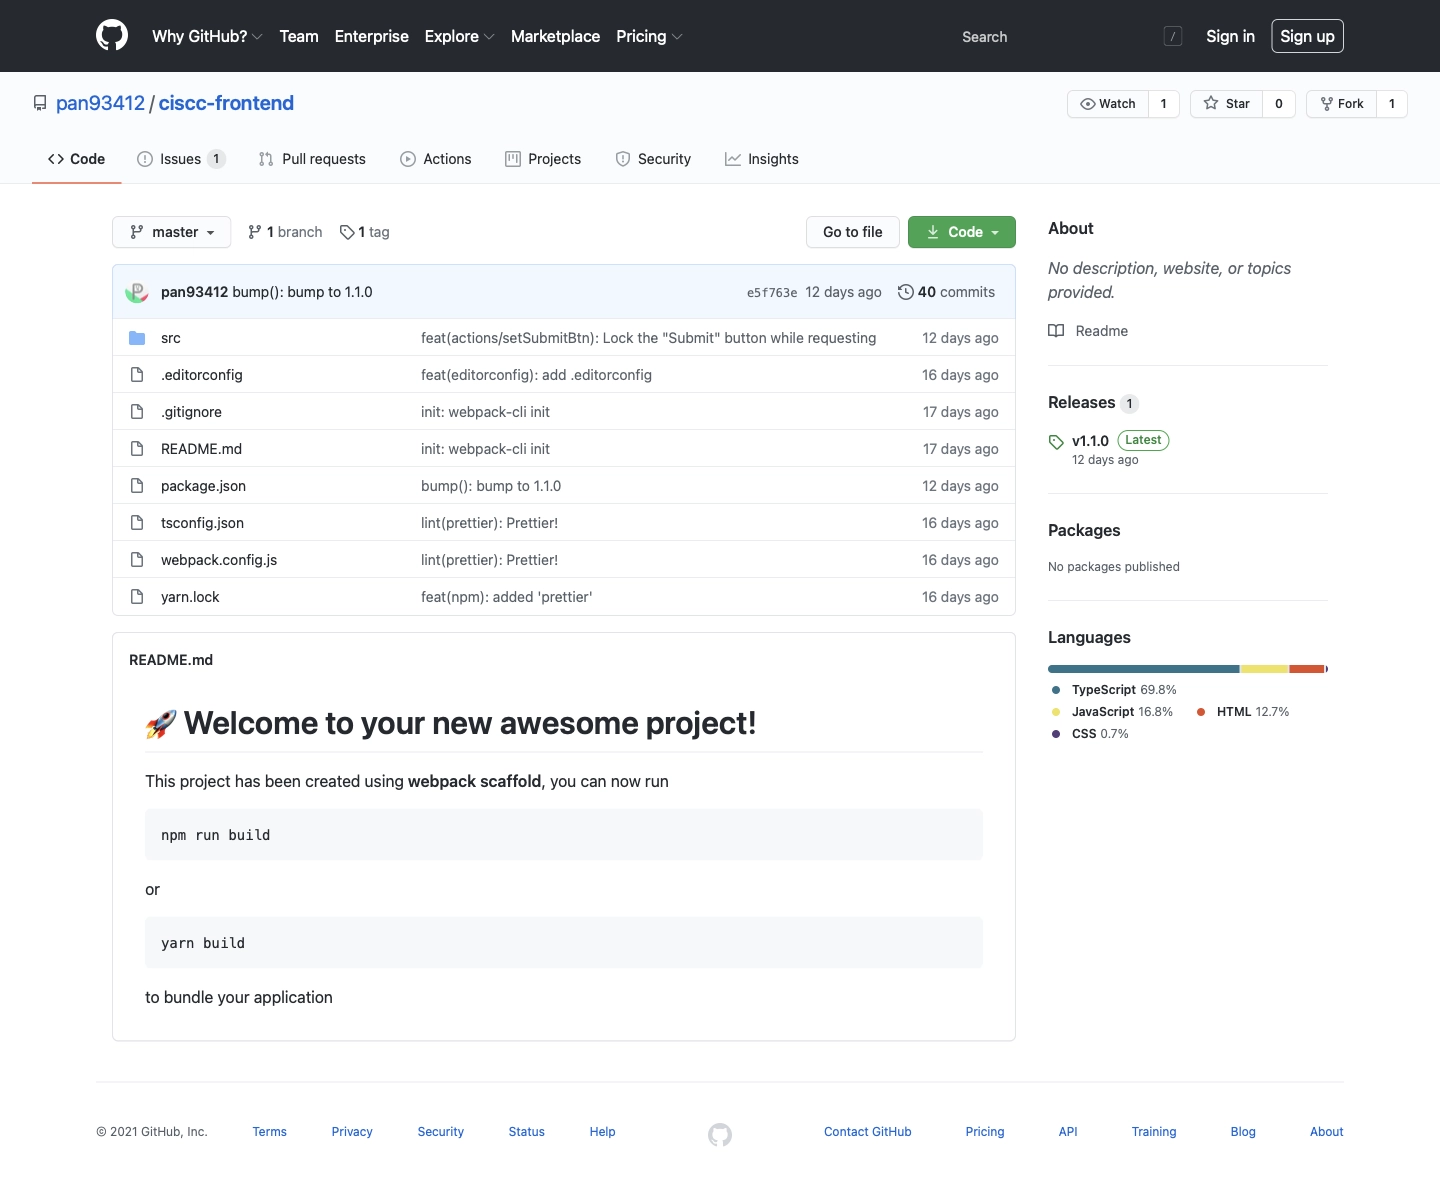 Why GitHub? Team Enterprise Explore Marketplace Pricing Search / Sign in Sign up
pan93412 / ciscc-frontend Watch 1 Star 0 Fork 1
Code Issues 1 Pull requests Actions Projects Security Insights
master 1 branch 1 tag Go to file Code
pan93412 bump(): bump to 1.1.0 e5f763e 12 days ago 40 commits
src feat(actions/setSubmitBtn): Lock the "Submit" button while requesting 12 days ago
.editorconfig feat(editorconfig): add .editorconfig 16 days ago
.gitignore init: webpack-cli init 17 days ago
README.md init: webpack-cli init 17 days ago
package.json bump(): bump to 1.1.0 12 days ago
tsconfig.json lint(prettier): Prettier! 16 days ago
webpack.config.js lint(prettier): Prettier! 16 days ago
yarn.lock feat(npm): added 'prettier' 16 days ago
README.md
🚀 Welcome to your new awesome project!
This project has been created using webpack scaffold, you can now run
npm run build
or
yarn build
to bundle your application
About
No description, website, or topics
provided.
Readme
Releases 1
v1.1.0 Latest
12 days ago
Packages
No packages published
Languages
TypeScript 69.8%
JavaScript 16.8% HTML 12.7%
CSS 0.7%
© 2021 GitHub, Inc. Terms Privacy Security Status Help Contact GitHub Pricing API Training Blog About